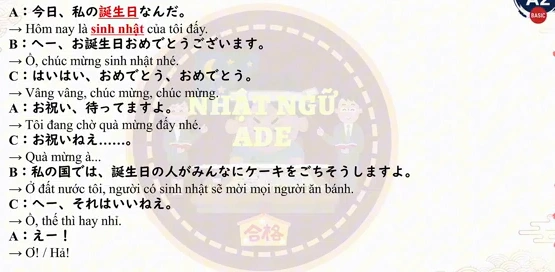 A：今日、私の誕生日なんだ。
→ Hôm nay là sinh nhật của tôi đấy.
B：へー、お誕生日おめでとうございます。
→ Ồ, chúc mừng sinh nhật nhé.
C：はいはい、おめでとう、おめでとう。
→ Vâng vâng, chúc mừng, chúc mừng.
A：お祝い、待ってますよ。
→ Tôi đang chờ quà mừng đấy nhé.
C：お祝いねえ……。
→ Quà mừng à...
B：私の国では、誕生日の人がみんなにケーキをごちそうしますよ。
→ Ở đất nước tôi, người có sinh nhật sẽ mời mọi người ăn bánh.
C：へー、それはいいねえ。
→ Ồ, thế thì hay nhỉ.
A：えー！
→ Ơ! / Hả!
NHẬT NGỮ
ADE
合格
A2
BASIC